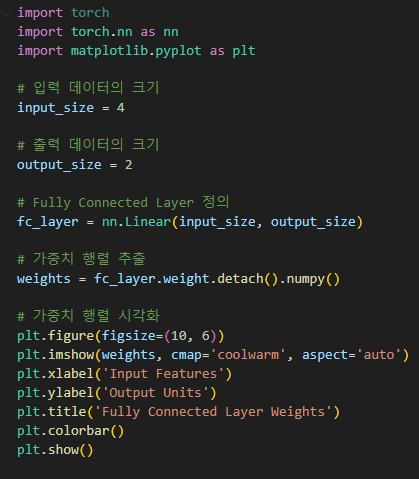 import torch
import torch.nn as nn
import matplotlib.pyplot as plt
# 입력 데이터의 크기
input_size = 4
# 출력 데이터의 크기
output_size = 2
# Fully Connected Layer 정의
fc_layer = nn.Linear(input_size, output_size)
# 가중치 행렬 추출
weights = fc_layer.weight.detach().numpy()
# 가중치 행렬 시각화
plt.figure(figsize=(10, 6))
plt.imshow(weights, cmap='coolwarm', aspect='auto')
plt.xlabel('Input Features')
plt.ylabel('Output Units')
plt.title('Fully Connected Layer Weights')
plt.colorbar()
plt.show()